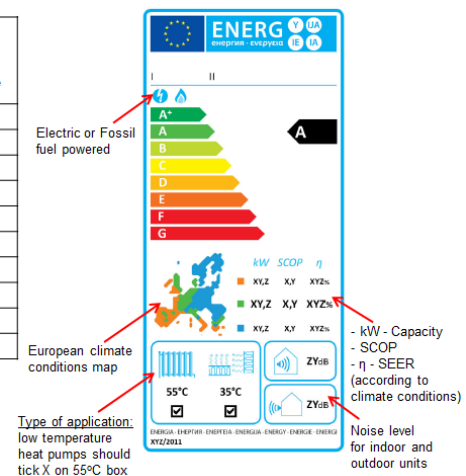 ENERG Y IJA
енергия · ενεργεια IE IA
I II
Electric or Fossil
fuel powered
A+
A
B
C
D
E
F
G
A
kW SCOP η
XY,Z X,Y XYZ%
XY,Z X,Y XYZ%
XY,Z X,Y XYZ%
European climate
conditions map
- kW - Capacity
- SCOP
- η - SEER
(according to
climate conditions)
55°C 35°C
ZYdB
ZYdB
Type of application:
low temperature
heat pumps should
tick X on 55ºC box
Noise level
for indoor and
outdoor units
ENERGIA · ЕНЕРГИЯ · ΕΝΕΡΓΕΙΑ · ENERGIJA · ENERGY · ENERGIE · ENERGI
XYZ/2011